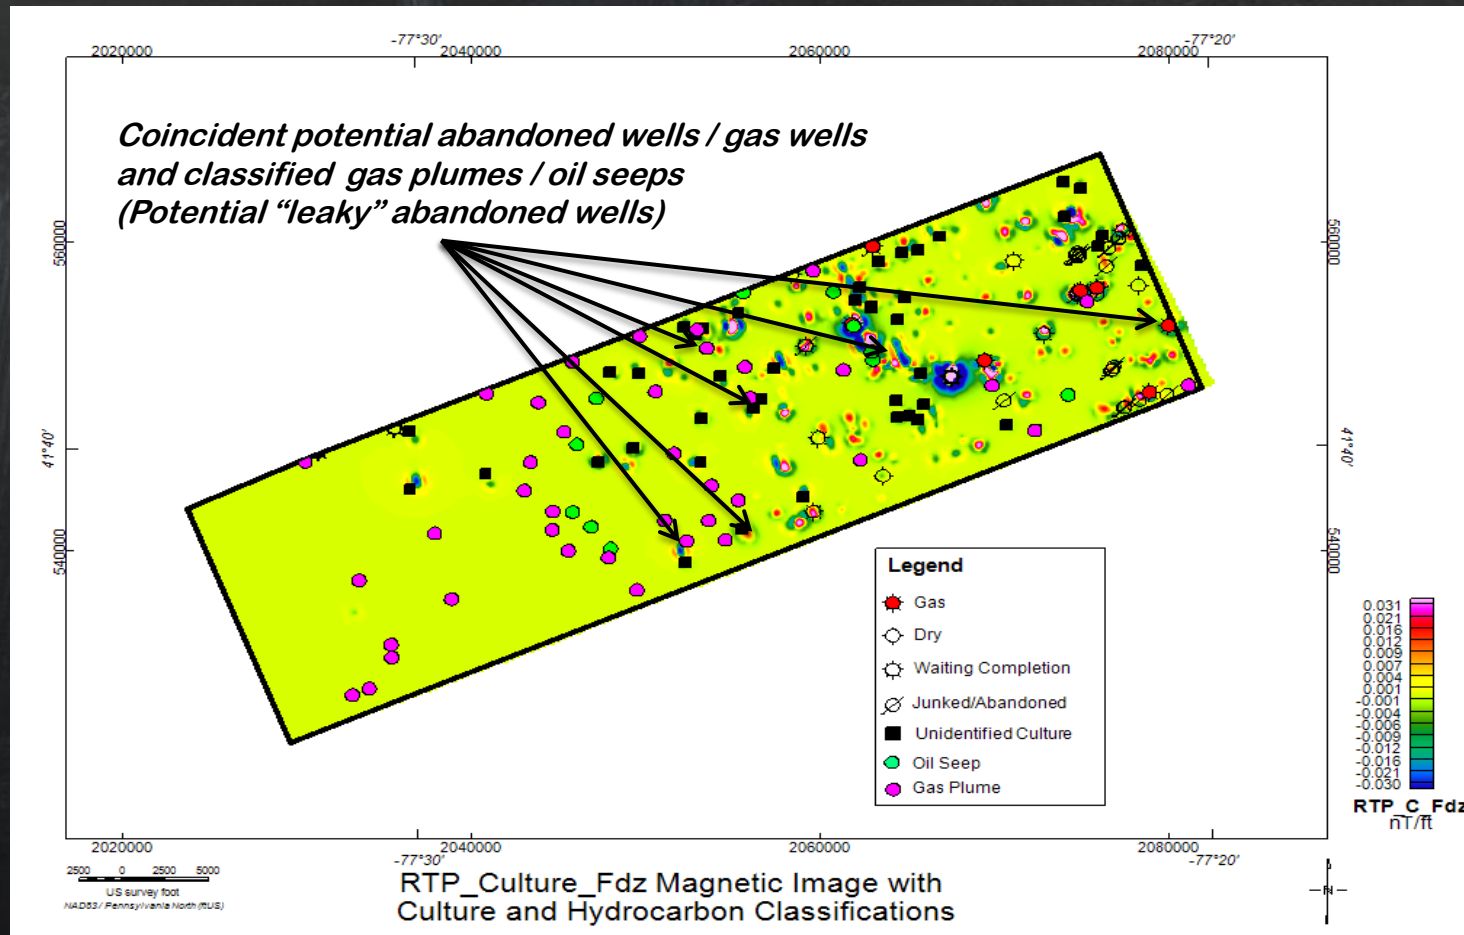 -77°30' -77°20'
2020000 2040000 2060000 2080000
Coincident potential abandoned wells / gas wells
and classified gas plumes / oil seeps
(Potential “leaky” abandoned wells)
560000 560000
41°40' 41°40'
540000 540000
Legend
Gas
Dry
Waiting Completion
Junked/Abandoned
Unidentified Culture
Oil Seep
Gas Plume
0.031
0.021
0.016
0.012
0.009
0.007
0.004
0.001
-0.001
-0.004
-0.006
-0.009
-0.012
-0.016
-0.021
-0.030
RTP_C_Fdz
nT/ft
2020000 2040000 2060000 2080000
-77°30' -77°20'
2500 0 2500 5000
US survey foot
NAD83 / Pennsylvania North (ftUS)
RTP_Culture_Fdz Magnetic Image with
Culture and Hydrocarbon Classifications
N